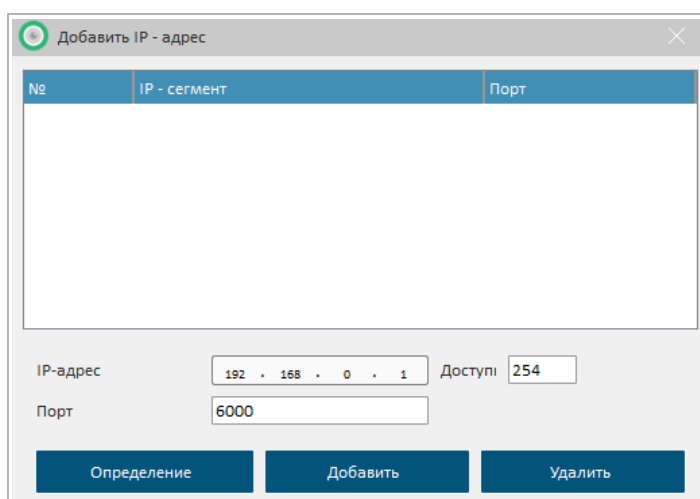 Добавить IP - адрес
№ IP - сегмент Порт
IP-адрес 192 . 168 . 0 . 1 Доступ 254
Порт 6000
Определение Добавить Удалить